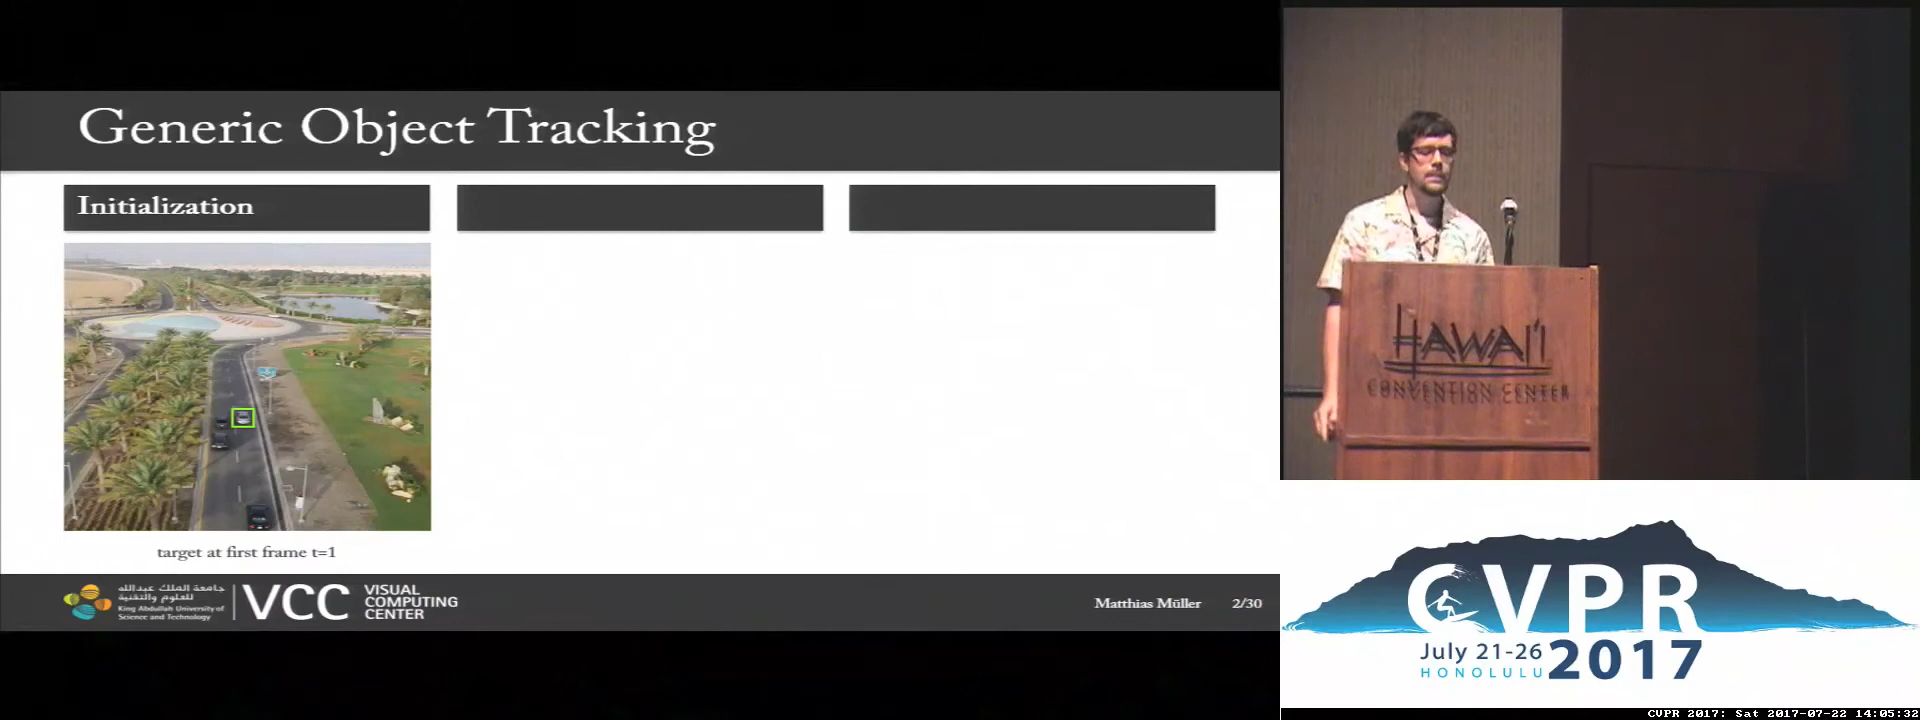 Generic Object Tracking
Initialization
target at first frame t=1
جامعة الملك عبدالله
للعلوم والتقنية
King Abdullah University of
Science and Technology
VCC
VISUAL
COMPUTING
CENTER
Matthias Müller
2/30
HAWAI'I
CONVENTION CENTER
CVPR
July 21-26
HONOLULU
2017
CVPR 2017: Sat 2017-07-22 14:05:32